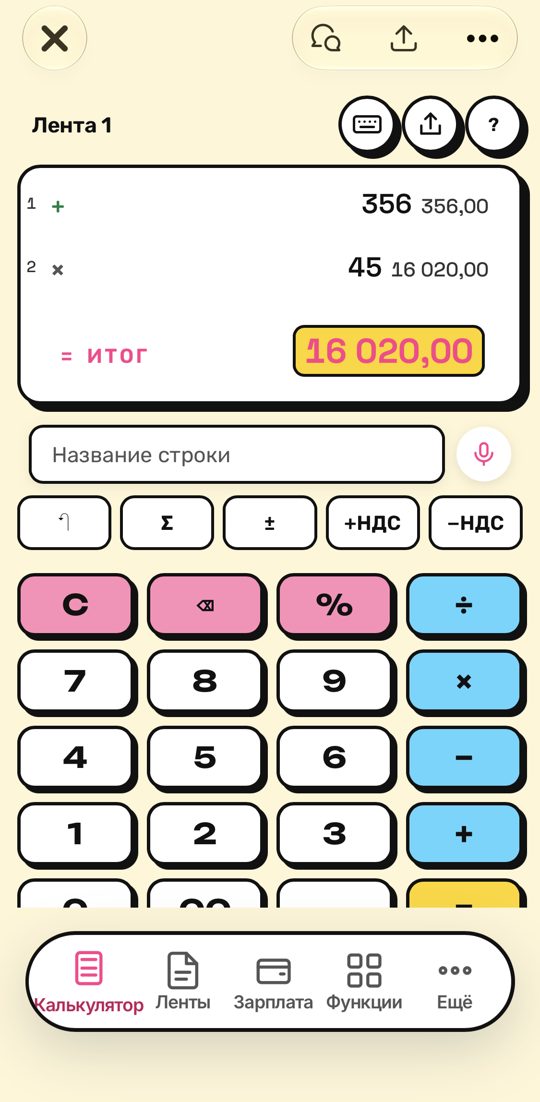 Лента 1
?
1 + 356 356,00
2 × 45 16 020,00
= ИТОГ 16 020,00
Название строки
Σ ± +НДС −НДС
C % ÷
7 8 9 ×
4 5 6 −
1 2 3 +
Калькулятор Ленты Зарплата Функции Ещё